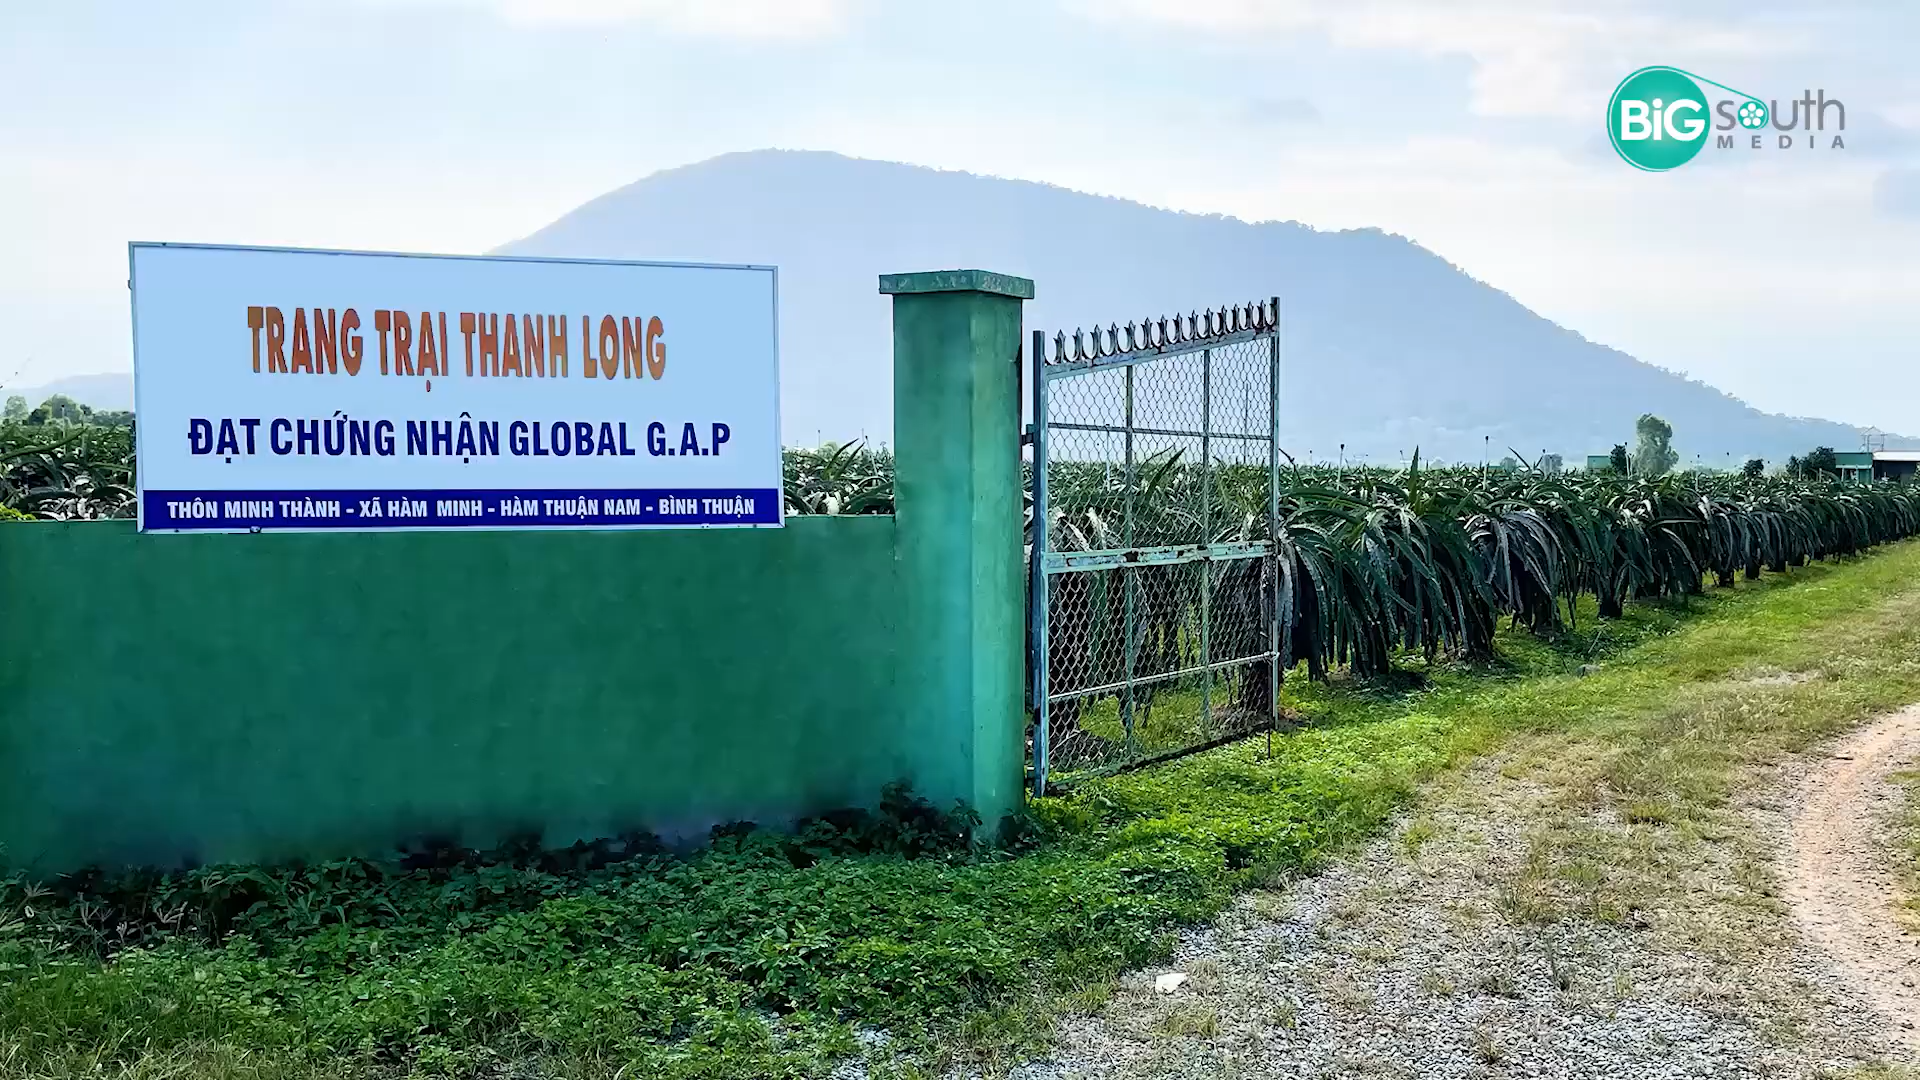 BiG south
MEDIA
TRANG TRẠI THANH LONG
ĐẠT CHỨNG NHẬN GLOBAL G.A.P
THÔN MINH THÀNH - XÃ HÀM MINH - HÀM THUẬN NAM - BÌNH THUẬN